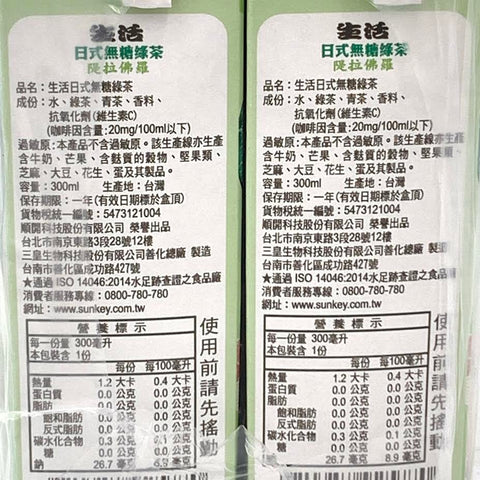 生活
日式無糖綠茶
隄拉佛羅
品名：生活日式無糖綠茶
成份：水、綠茶、青茶、香料、
抗氧化劑(維生素C)
(咖啡因含量:20mg/100ml以下)
過敏原:本產品不含過敏原。該生產線亦生產
含牛奶、芒果、含麩質的穀物、堅果類、
芝麻、大豆、花生、蛋及其製品。
容量：300ml 生產地：台灣
保存期限：一年(有效日期標於盒頂)
貨物稅統一編號：5473121004
順開科技股份有限公司 榮譽出品
台北市南京東路3段28號12樓
三皇生物科技股份有限公司善化總廠 製造
台南市善化區成功路427號
★通過 ISO 14046:2014水足跡查證之食品廠
消費者服務專線：0800-780-780
網址：www.sunkey.com.tw
營養標示
每一份量 300毫升
本包裝含 1份
每份 每100毫升
熱量 1.2 大卡 0.4 大卡
蛋白質 0.0 公克 0.0 公克
脂肪 0.0 公克 0.0 公克
飽和脂肪 0.0 公克 0.0 公克
反式脂肪 0.0 公克 0.0 公克
碳水化合物 0.3 公克 0.1 公克
糖 0.0 公克 0.0 公克
鈉 26.7 毫克 8.9 毫克
使用前請先搖動
生活
日式無糖綠茶
隄拉佛羅
品名：生活日式無糖綠茶
成份：水、綠茶、青茶、香料、
抗氧化劑(維生素C)
(咖啡因含量:20mg/100ml以下)
過敏原:本產品不含過敏原。該生產線亦生產
含牛奶、芒果、含麩質的穀物、堅果類、
芝麻、大豆、花生、蛋及其製品。
容量：300ml 生產地：台灣
保存期限：一年(有效日期標於盒頂)
貨物稅統一編號：5473121004
順開科技股份有限公司 榮譽出品
台北市南京東路3段28號12樓
三皇生物科技股份有限公司善化總廠 製造
台南市善化區成功路427號
★通過 ISO 14046:2014水足跡查證之食品廠
消費者服務專線：0800-780-780
網址：www.sunkey.com.tw
營養標示
每一份量 300毫升
本包裝含 1份
每份 每100毫升
熱量 1.2 大卡 0.4 大卡
蛋白質 0.0 公克 0.0 公克
脂肪 0.0 公克 0.0 公克
飽和脂肪 0.0 公克 0.0 公克
反式脂肪 0.0 公克 0.0 公克
碳水化合物 0.3 公克 0.1 公克
糖 0.0 公克 0.0 公克
鈉 26.7 毫克 8.9 毫克
使用前請先搖動